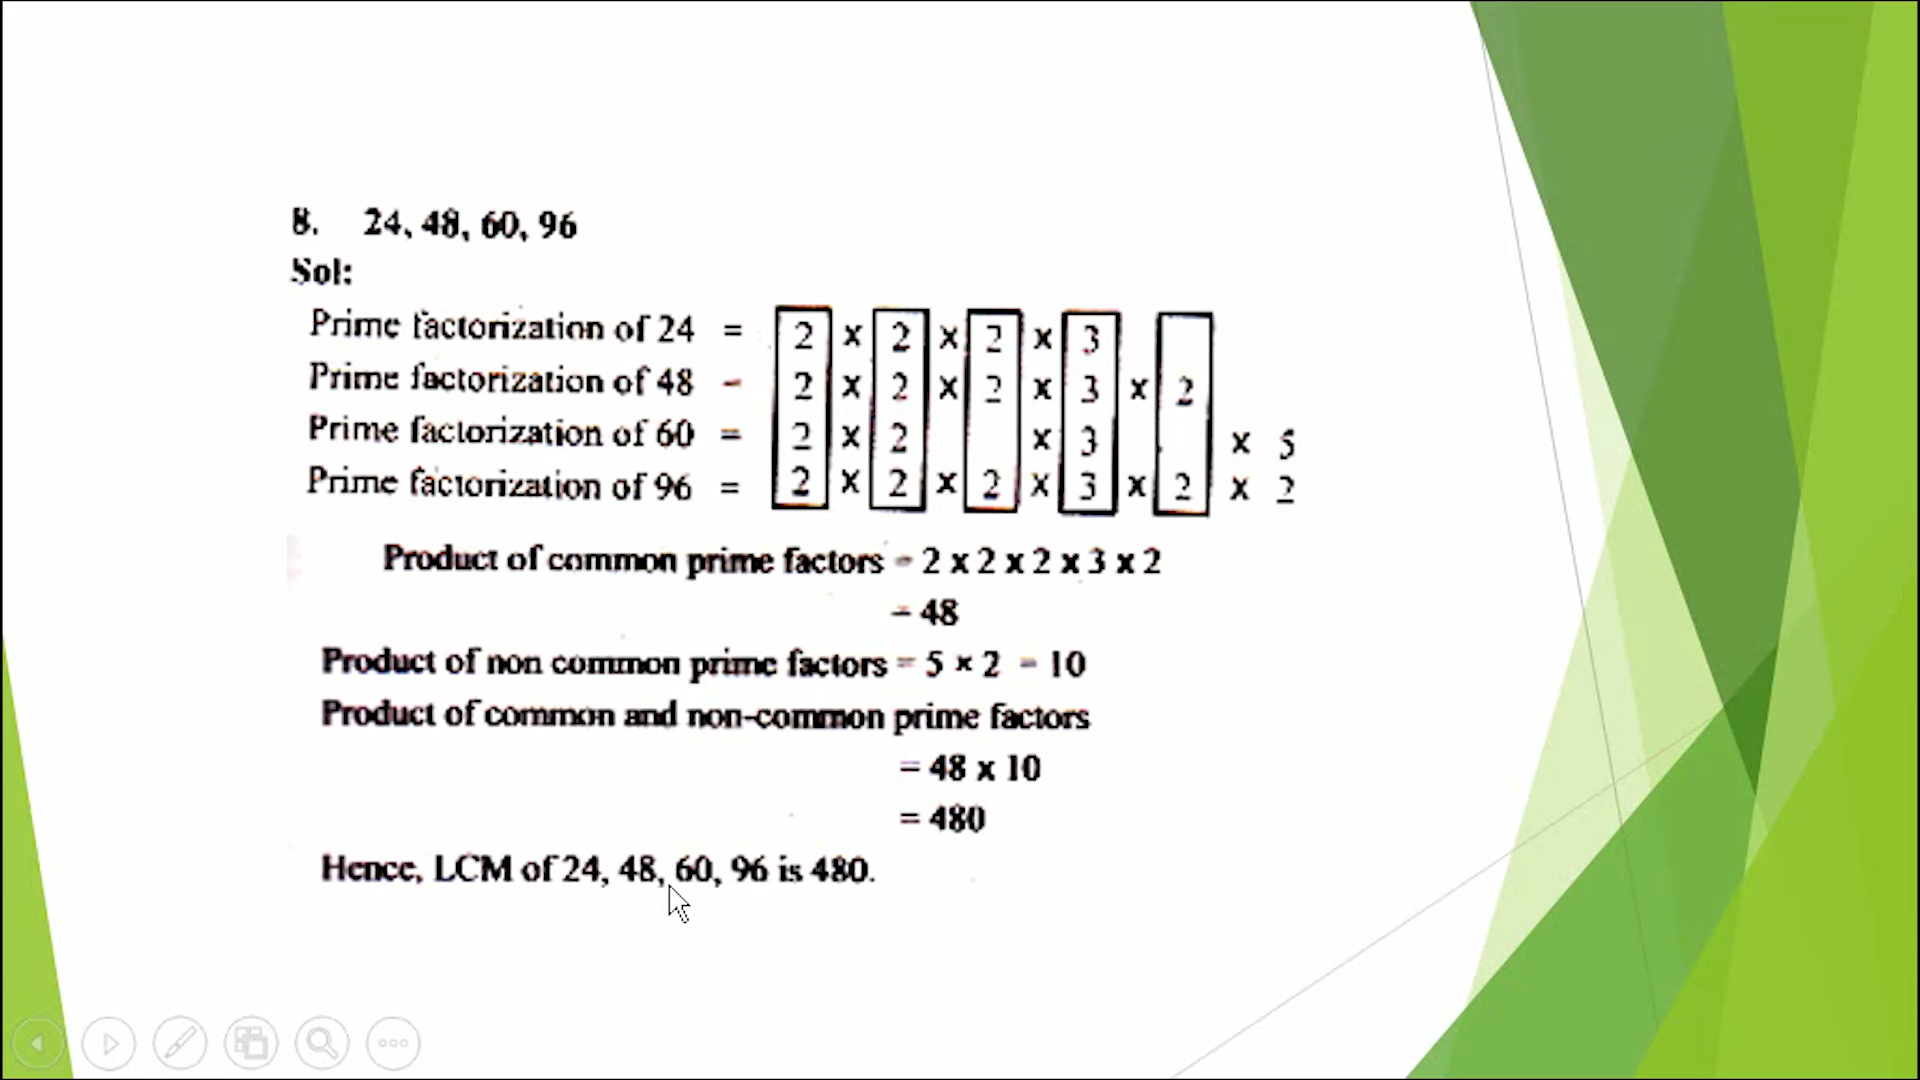 8. 24, 48, 60, 96
Sol:
Prime factorization of 24 = 2 x 2 x 2 x 3
Prime factorization of 48 = 2 x 2 x 2 x 3 x 2
Prime factorization of 60 = 2 x 2 x 3 x 5
Prime factorization of 96 = 2 x 2 x 2 x 3 x 2 x 2
Product of common prime factors = 2 x 2 x 2 x 3 x 2
= 48
Product of non common prime factors = 5 × 2 = 10
Product of common and non-common prime factors
= 48 x 10
= 480
Hence, LCM of 24, 48, 60, 96 is 480.